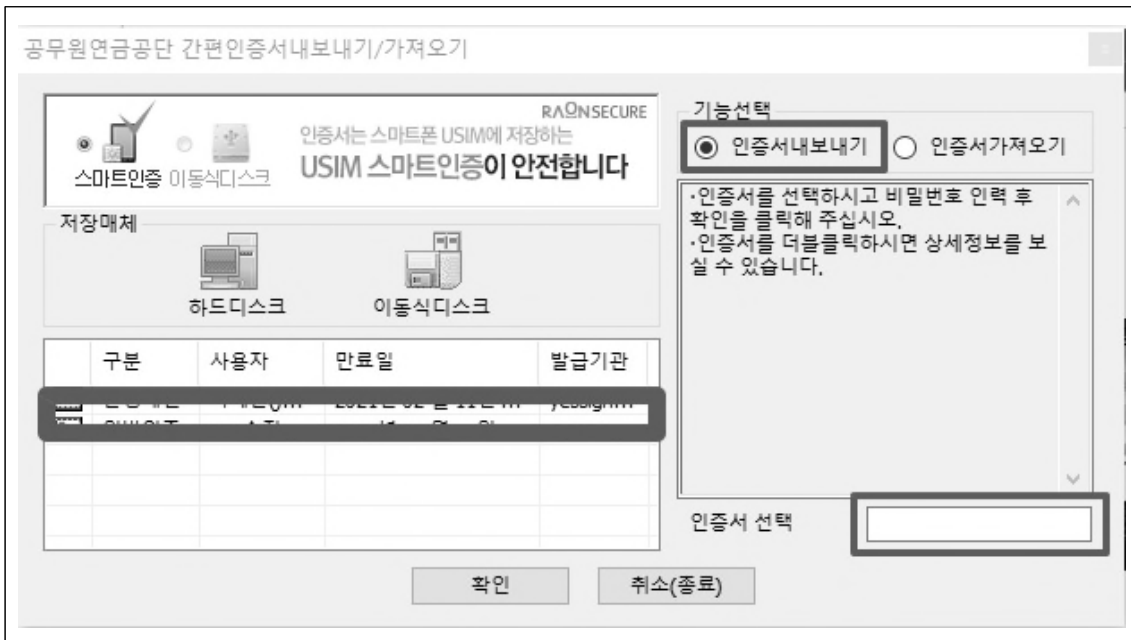 공무원연금공단 간편인증서내보내기/가져오기
RAONSECURE
인증서는 스마트폰 USIM에 저장하는
USIM 스마트인증이 안전합니다
스마트인증 이동식디스크
저장매체
하드디스크 이동식디스크
구분 사용자 만료일 발급기관
기능선택
인증서내보내기 인증서가져오기
·인증서를 선택하시고 비밀번호 인력 후
확인을 클릭해 주십시오,
·인증서를 더블클릭하시면 상세정보를 보
실 수 있습니다,
인증서 선택
확인 취소(종료)